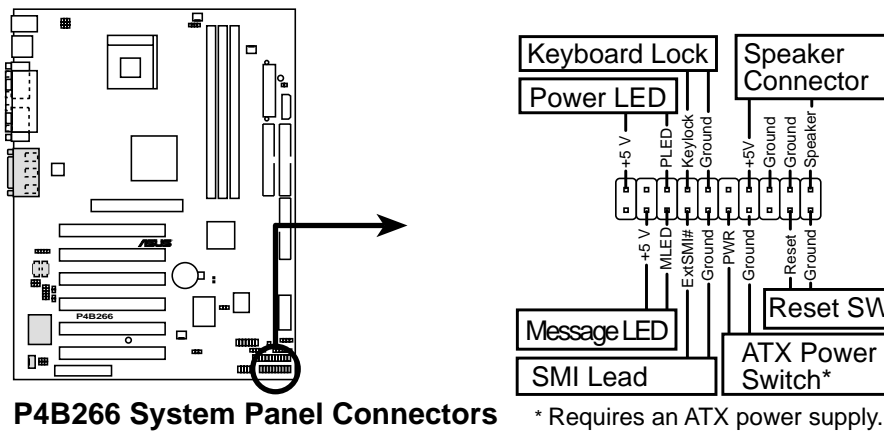 Keyboard Lock
Speaker
Connector
Power LED
+5 V
PLED
Keylock
Ground
+5V
Ground
Ground
Speaker
+5 V
MLED
ExtSMI#
Ground
PWR
Ground
Reset
Ground
Reset SW
Message LED
ATX Power
Switch*
SMI Lead
ASUS
P4B266
P4B266 System Panel Connectors
* Requires an ATX power supply.